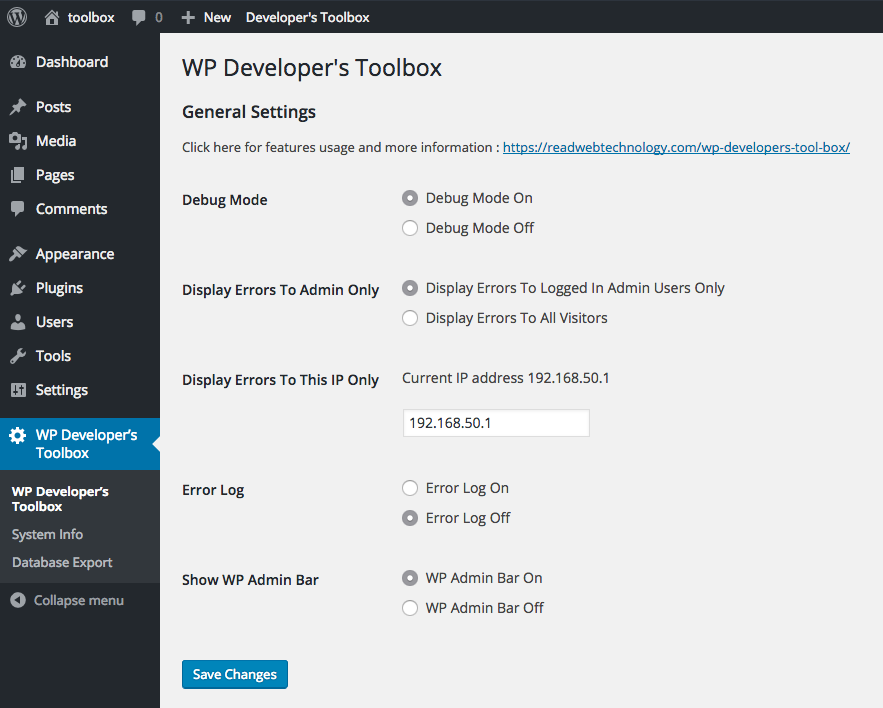 toolbox 0 New Developer's Toolbox
Dashboard
Posts
Media
Pages
Comments
Appearance
Plugins
Users
Tools
Settings
WP Developer's
Toolbox
WP Developer's
Toolbox
System Info
Database Export
Collapse menu
WP Developer's Toolbox
General Settings
Click here for features usage and more information : https://readwebtechnology.com/wp-developers-tool-box/
Debug Mode
Debug Mode On
Debug Mode Off
Display Errors To Admin Only
Display Errors To Logged In Admin Users Only
Display Errors To All Visitors
Display Errors To This IP Only
Current IP address 192.168.50.1
192.168.50.1
Error Log
Error Log On
Error Log Off
Show WP Admin Bar
WP Admin Bar On
WP Admin Bar Off
Save Changes